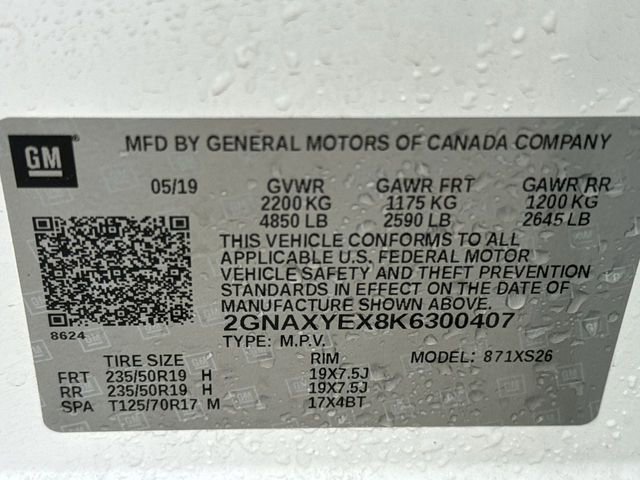 GM
MFD BY GENERAL MOTORS OF CANADA COMPANY
05/19 GVWR GAWR FRT GAWR RR
2200 KG 1175 KG 1200 KG
4850 LB 2590 LB 2645 LB
THIS VEHICLE CONFORMS TO ALL
APPLICABLE U.S. FEDERAL MOTOR
VEHICLE SAFETY AND THEFT PREVENTION
STANDARDS IN EFFECT ON THE DATE OF
MANUFACTURE SHOWN ABOVE.
8624 2GNAXYEX8K6300407
TYPE: M.P.V. MODEL: 871XS26
TIRE SIZE RIM
FRT 235/50R19 H 19X7.5J
RR 235/50R19 H 19X7.5J
SPA T125/70R17 M 17X4BT